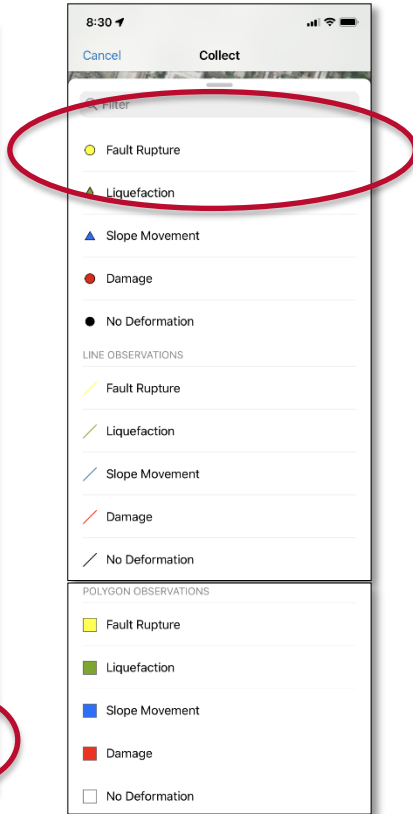 8:30
Cancel Collect
Filter
Fault Rupture
Liquefaction
Slope Movement
Damage
No Deformation
LINE OBSERVATIONS
Fault Rupture
Liquefaction
Slope Movement
Damage
No Deformation
POLYGON OBSERVATIONS
Fault Rupture
Liquefaction
Slope Movement
Damage
No Deformation